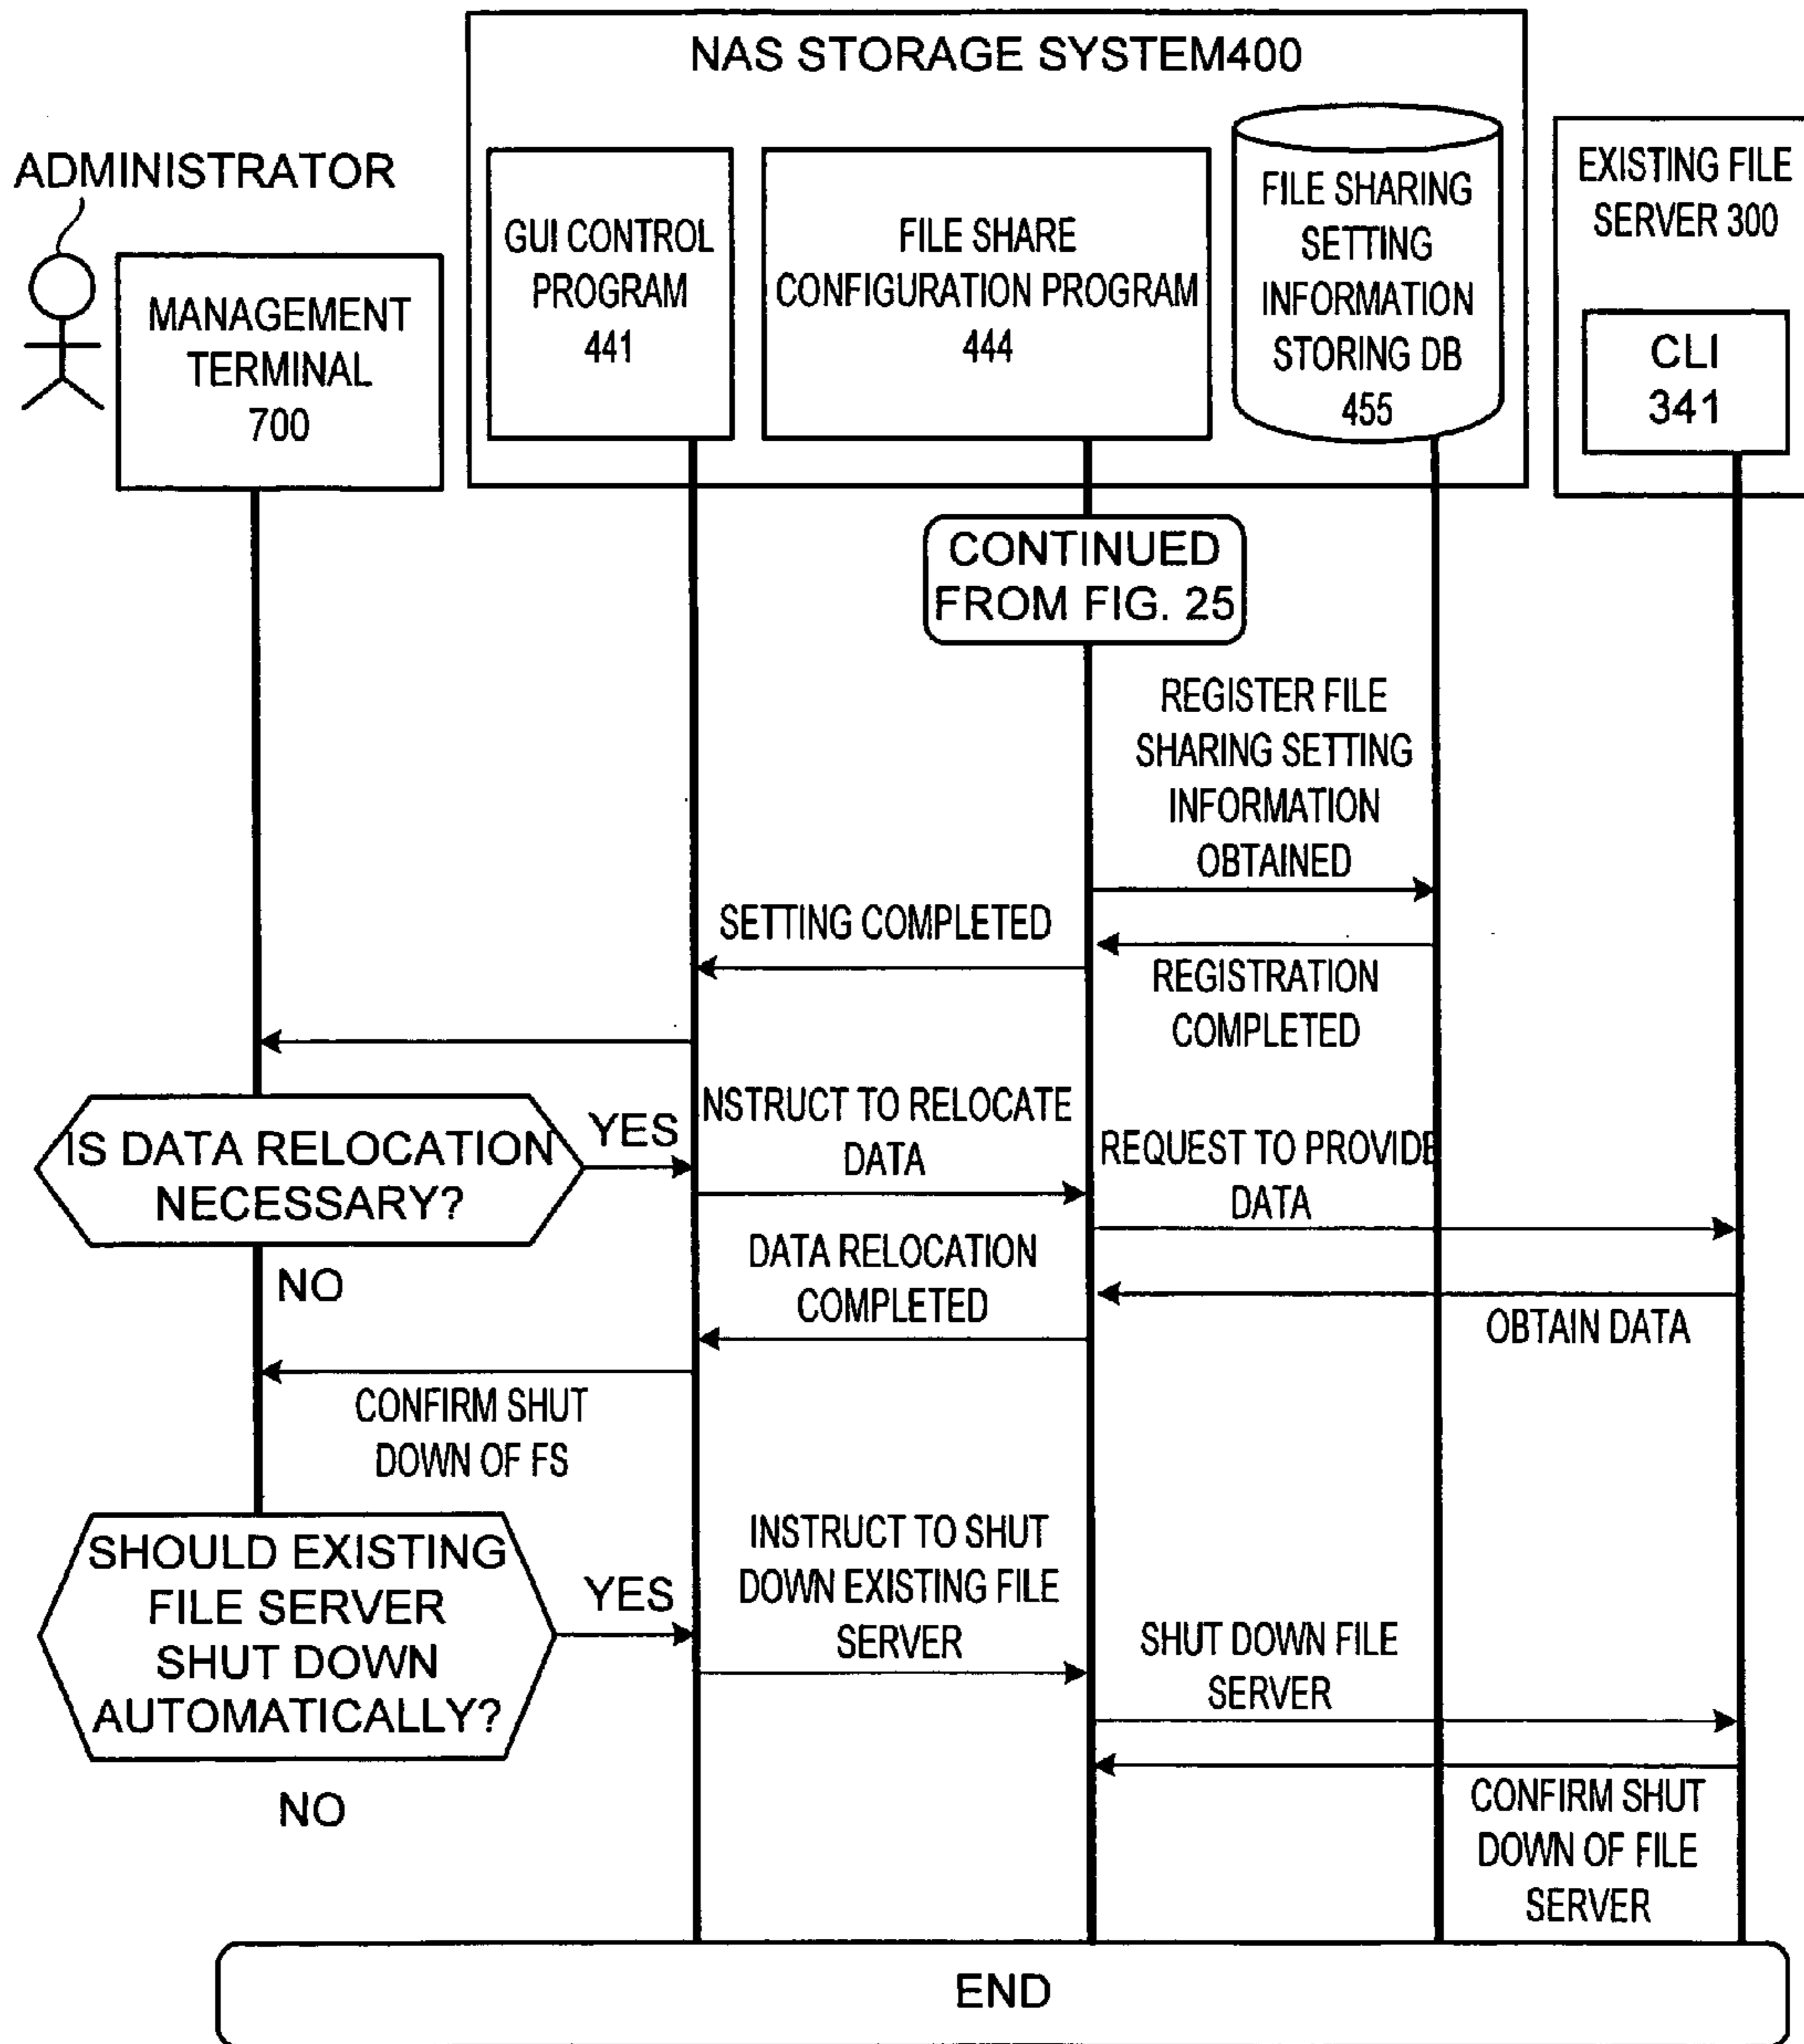 NAS STORAGE SYSTEM400
ADMINISTRATOR
MANAGEMENT
TERMINAL
700
GUI CONTROL
PROGRAM
441
FILE SHARE
CONFIGURATION PROGRAM
444
FILE SHARING
SETTING
INFORMATION
STORING DB
455
EXISTING FILE
SERVER 300
CLI
341
CONTINUED
FROM FIG. 25
REGISTER FILE
SHARING SETTING
INFORMATION
OBTAINED
SETTING COMPLETED
REGISTRATION
COMPLETED
IS DATA RELOCATION
NECESSARY?
YES
NSTRUCT TO RELOCATE
DATA
REQUEST TO PROVIDE
DATA
NO
DATA RELOCATION
COMPLETED
OBTAIN DATA
CONFIRM SHUT
DOWN OF FS
SHOULD EXISTING
FILE SERVER
SHUT DOWN
AUTOMATICALLY?
YES
INSTRUCT TO SHUT
DOWN EXISTING FILE
SERVER
SHUT DOWN FILE
SERVER
NO
CONFIRM SHUT
DOWN OF FILE
SERVER
END